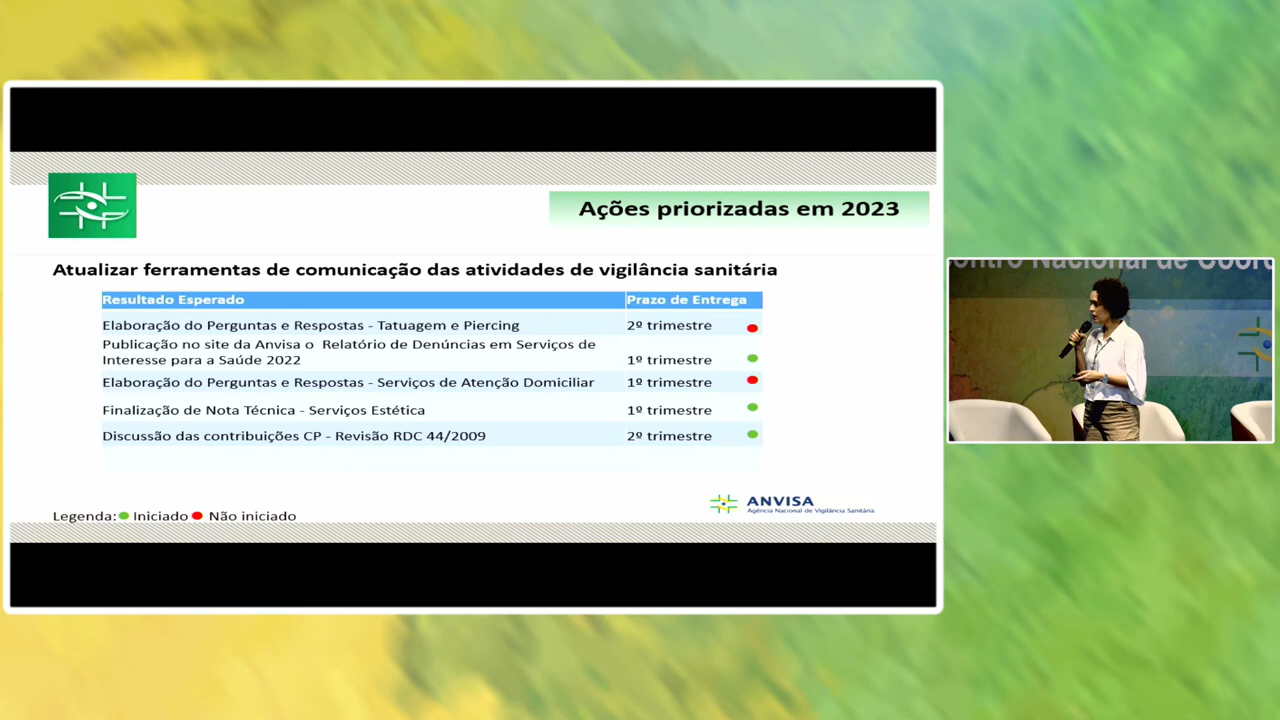 Ações priorizadas em 2023
Atualizar ferramentas de comunicação das atividades de vigilância sanitária
Resultado Esperado Prazo de Entrega
Elaboração do Perguntas e Respostas - Tatuagem e Piercing 2º trimestre
Publicação no site da Anvisa o Relatório de Denúncias em Serviços de
Interesse para a Saúde 2022 1º trimestre
Elaboração do Perguntas e Respostas - Serviços de Atenção Domiciliar 1º trimestre
Finalização de Nota Técnica - Serviços Estética 1º trimestre
Discussão das contribuições CP - Revisão RDC 44/2009 2º trimestre
ANVISA
Agência Nacional de Vigilância Sanitária
Legenda: Iniciado Não iniciado
Nacional de